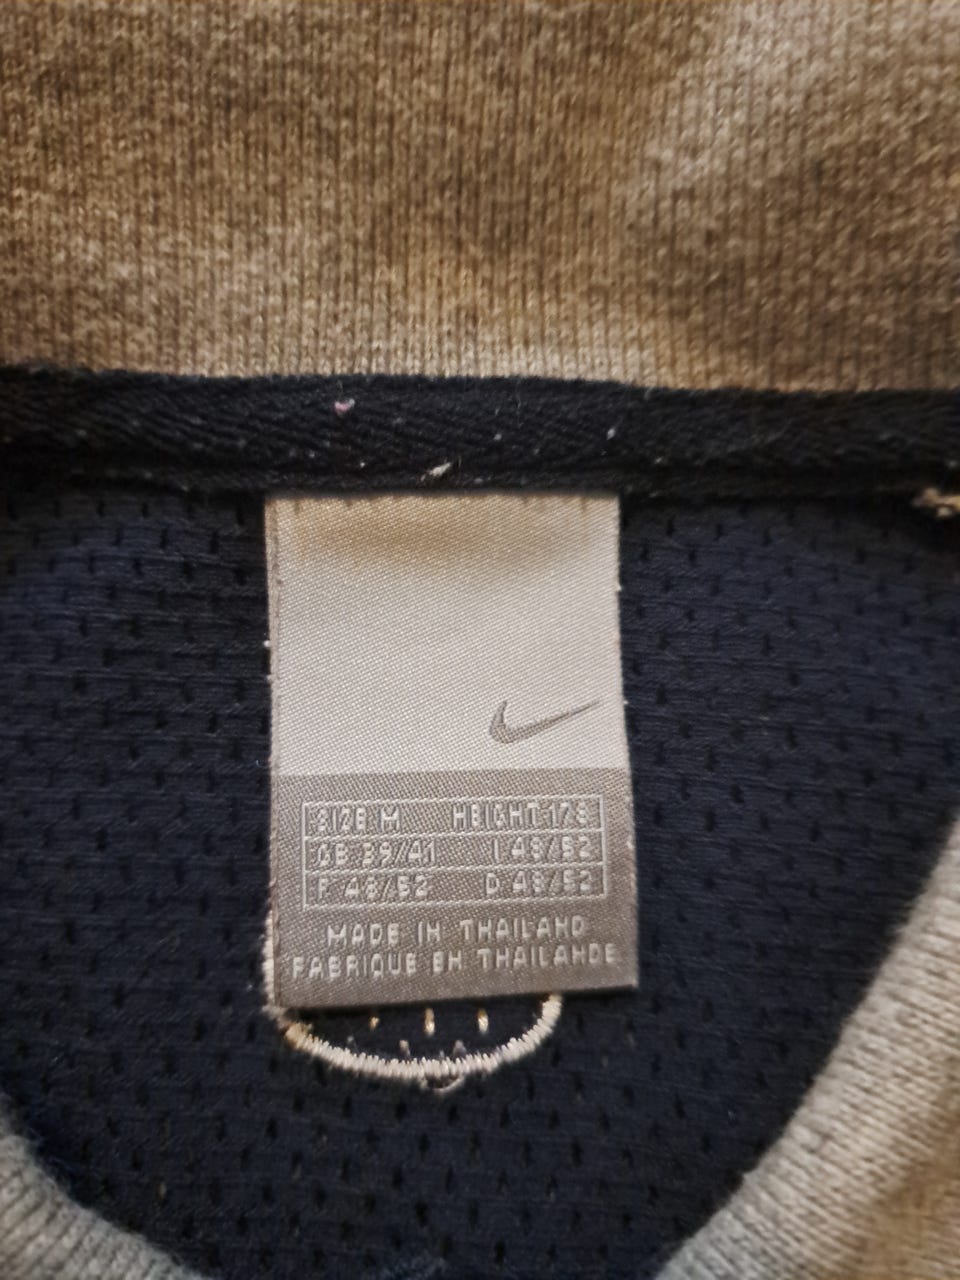 SIZE M HEIGHT 178
GB 39/41 I 48/52
F 48/52 D 48/52
MADE IN THAILAND
FABRIQUE EN THAILANDE